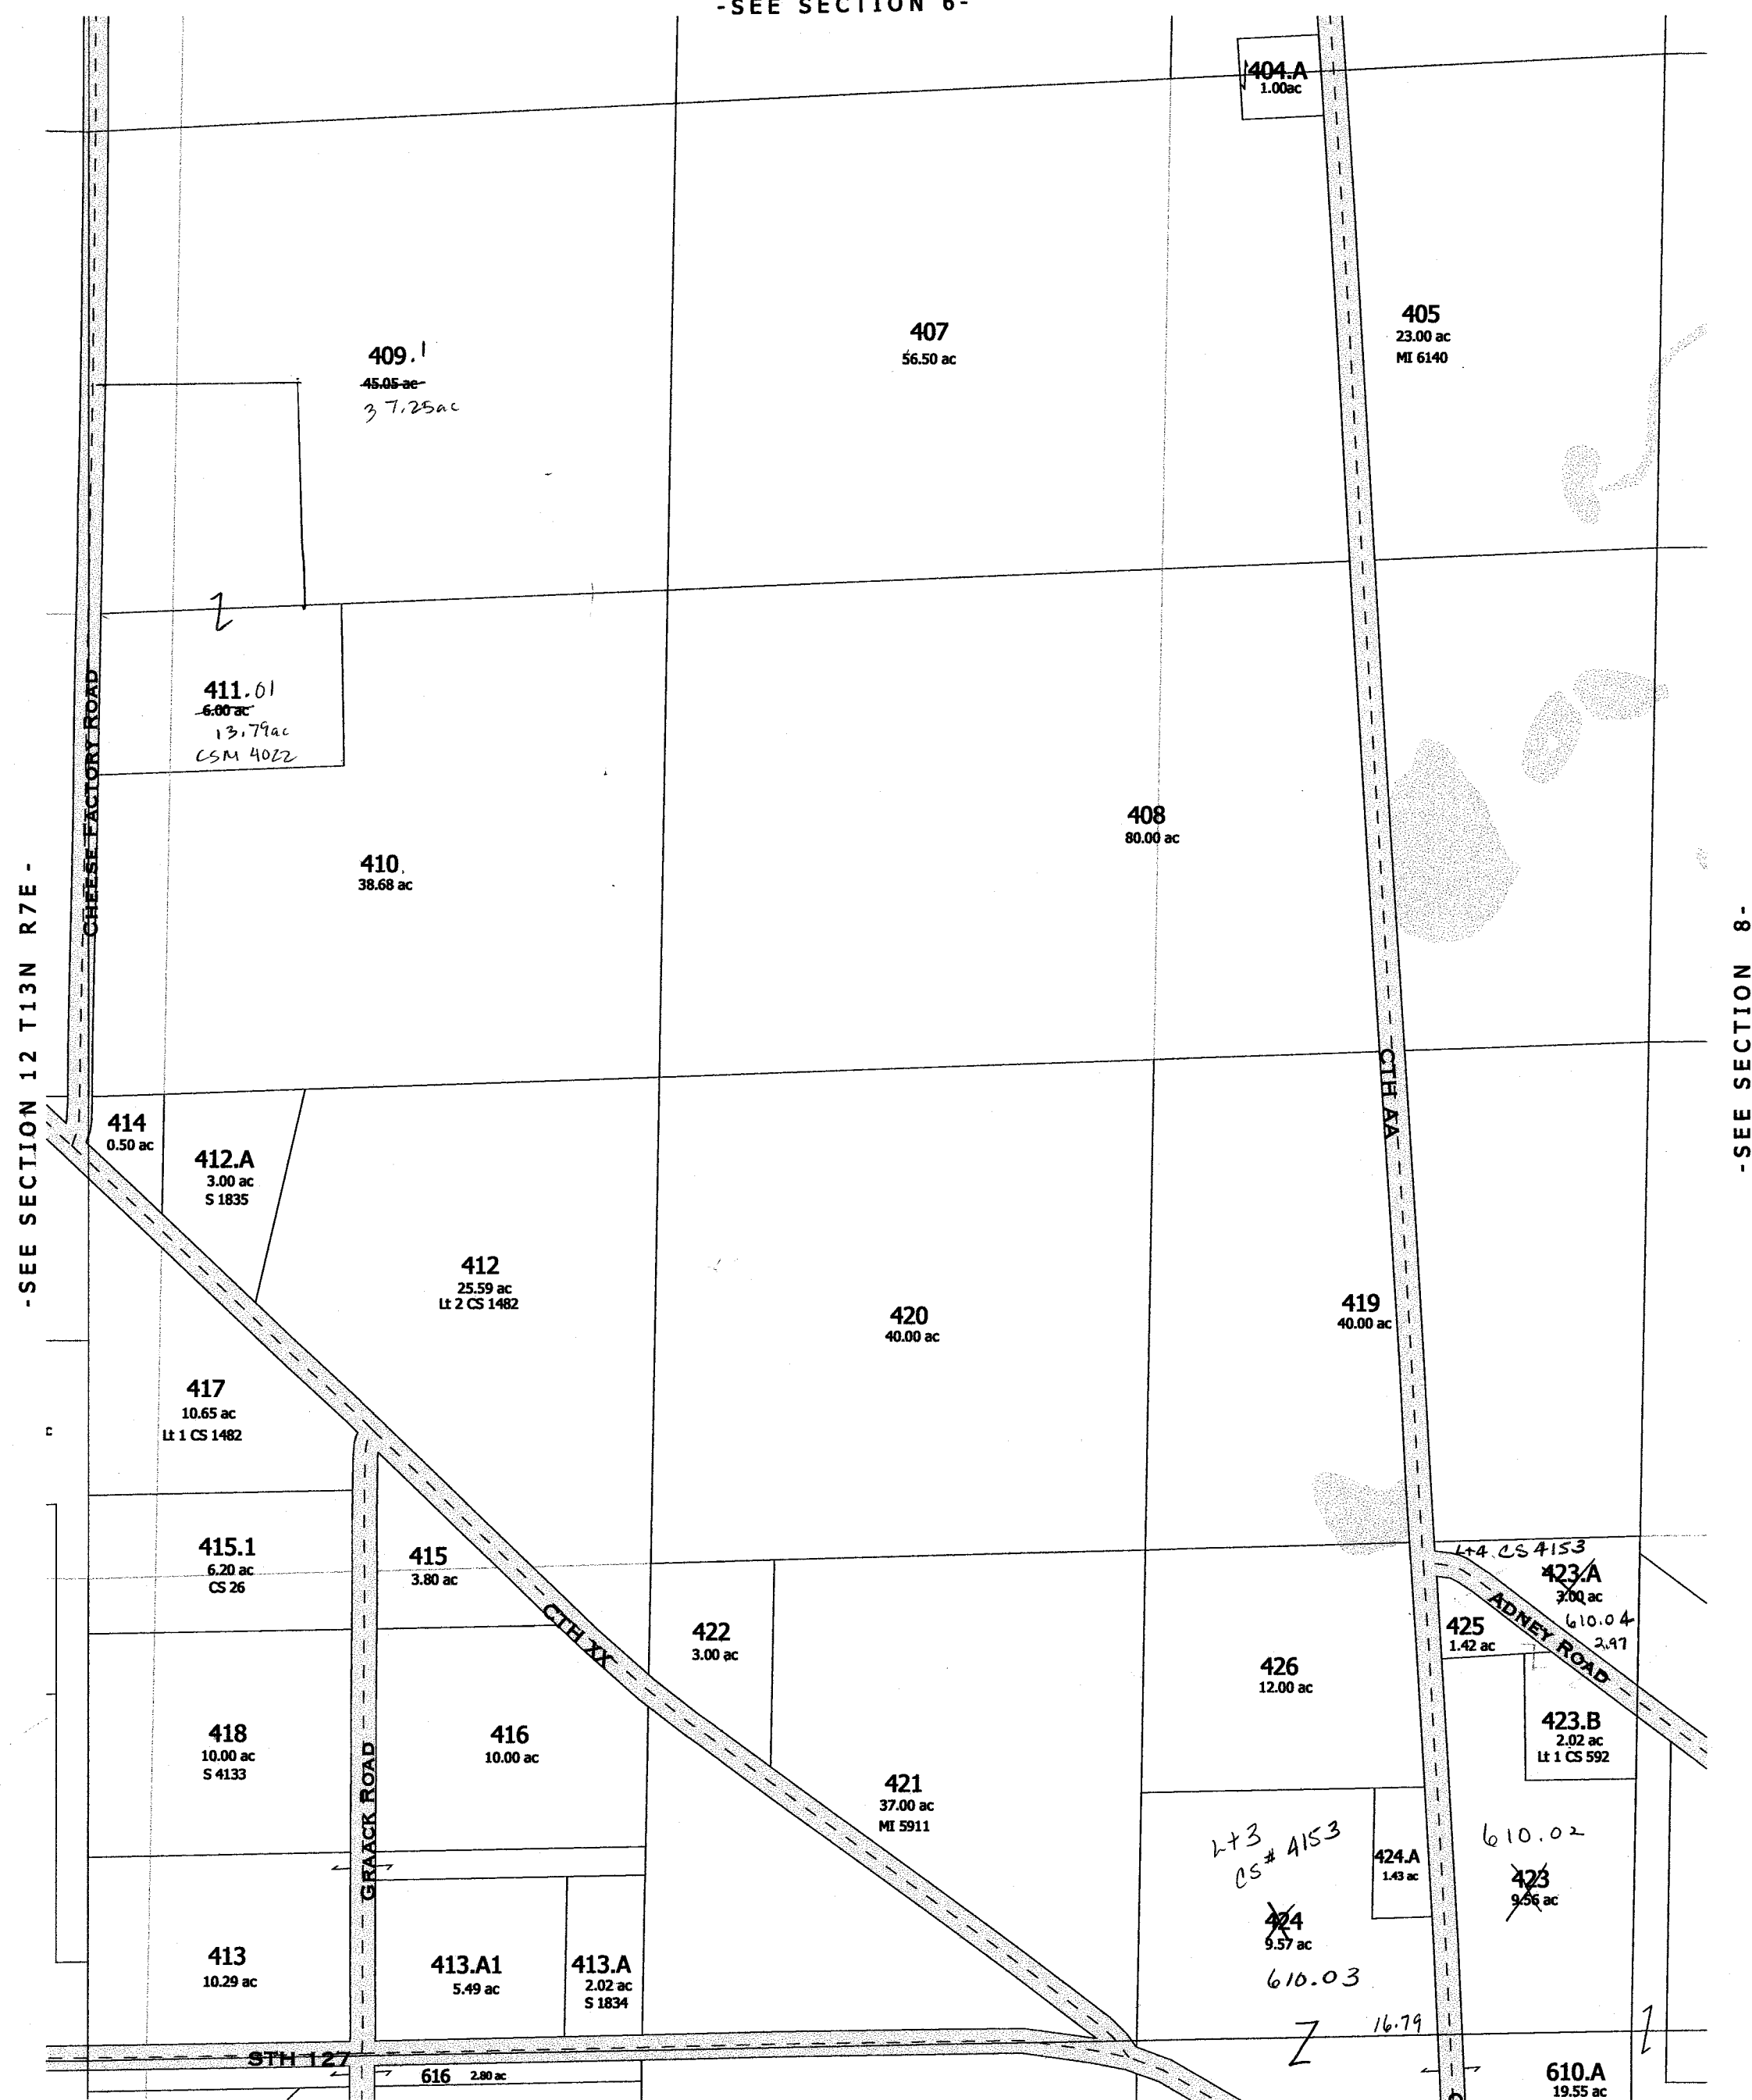 -SEE SECTION 6-
404.A
1.00ac
405
23.00 ac
MI 6140
407
56.50 ac
409.1
45.05 ac
37.25ac
411.01
6.00 ac
13.79ac
CSM 4022
CHEESE FACTORY ROAD
408
80.00 ac
410
38.68 ac
-SEE SECTION 12 T13N R7E-
-SEE SECTION 8-
CTH AA
414
0.50 ac
412.A
3.00 ac
S 1835
412
25.59 ac
Lt 2 CS 1482
420
40.00 ac
419
40.00 ac
417
10.65 ac
Lt 1 CS 1482
415.1
6.20 ac
CS 26
415
3.80 ac
CTH XX
422
3.00 ac
Lt 4 CS 4153
423.A
3.00 ac
610.04
2.97
425
1.42 ac
ADNEY ROAD
426
12.00 ac
418
10.00 ac
S 4133
GRAACK ROAD
416
10.00 ac
423.B
2.02 ac
Lt 1 CS 592
421
37.00 ac
MI 5911
Lt 3
CS# 4153
424.A
1.43 ac
610.02
423
9.56 ac
424
9.57 ac
610.03
413
10.29 ac
413.A1
5.49 ac
413.A
2.02 ac
S 1834
16.79
STH 127
616 2.80 ac
610.A
19.55 ac